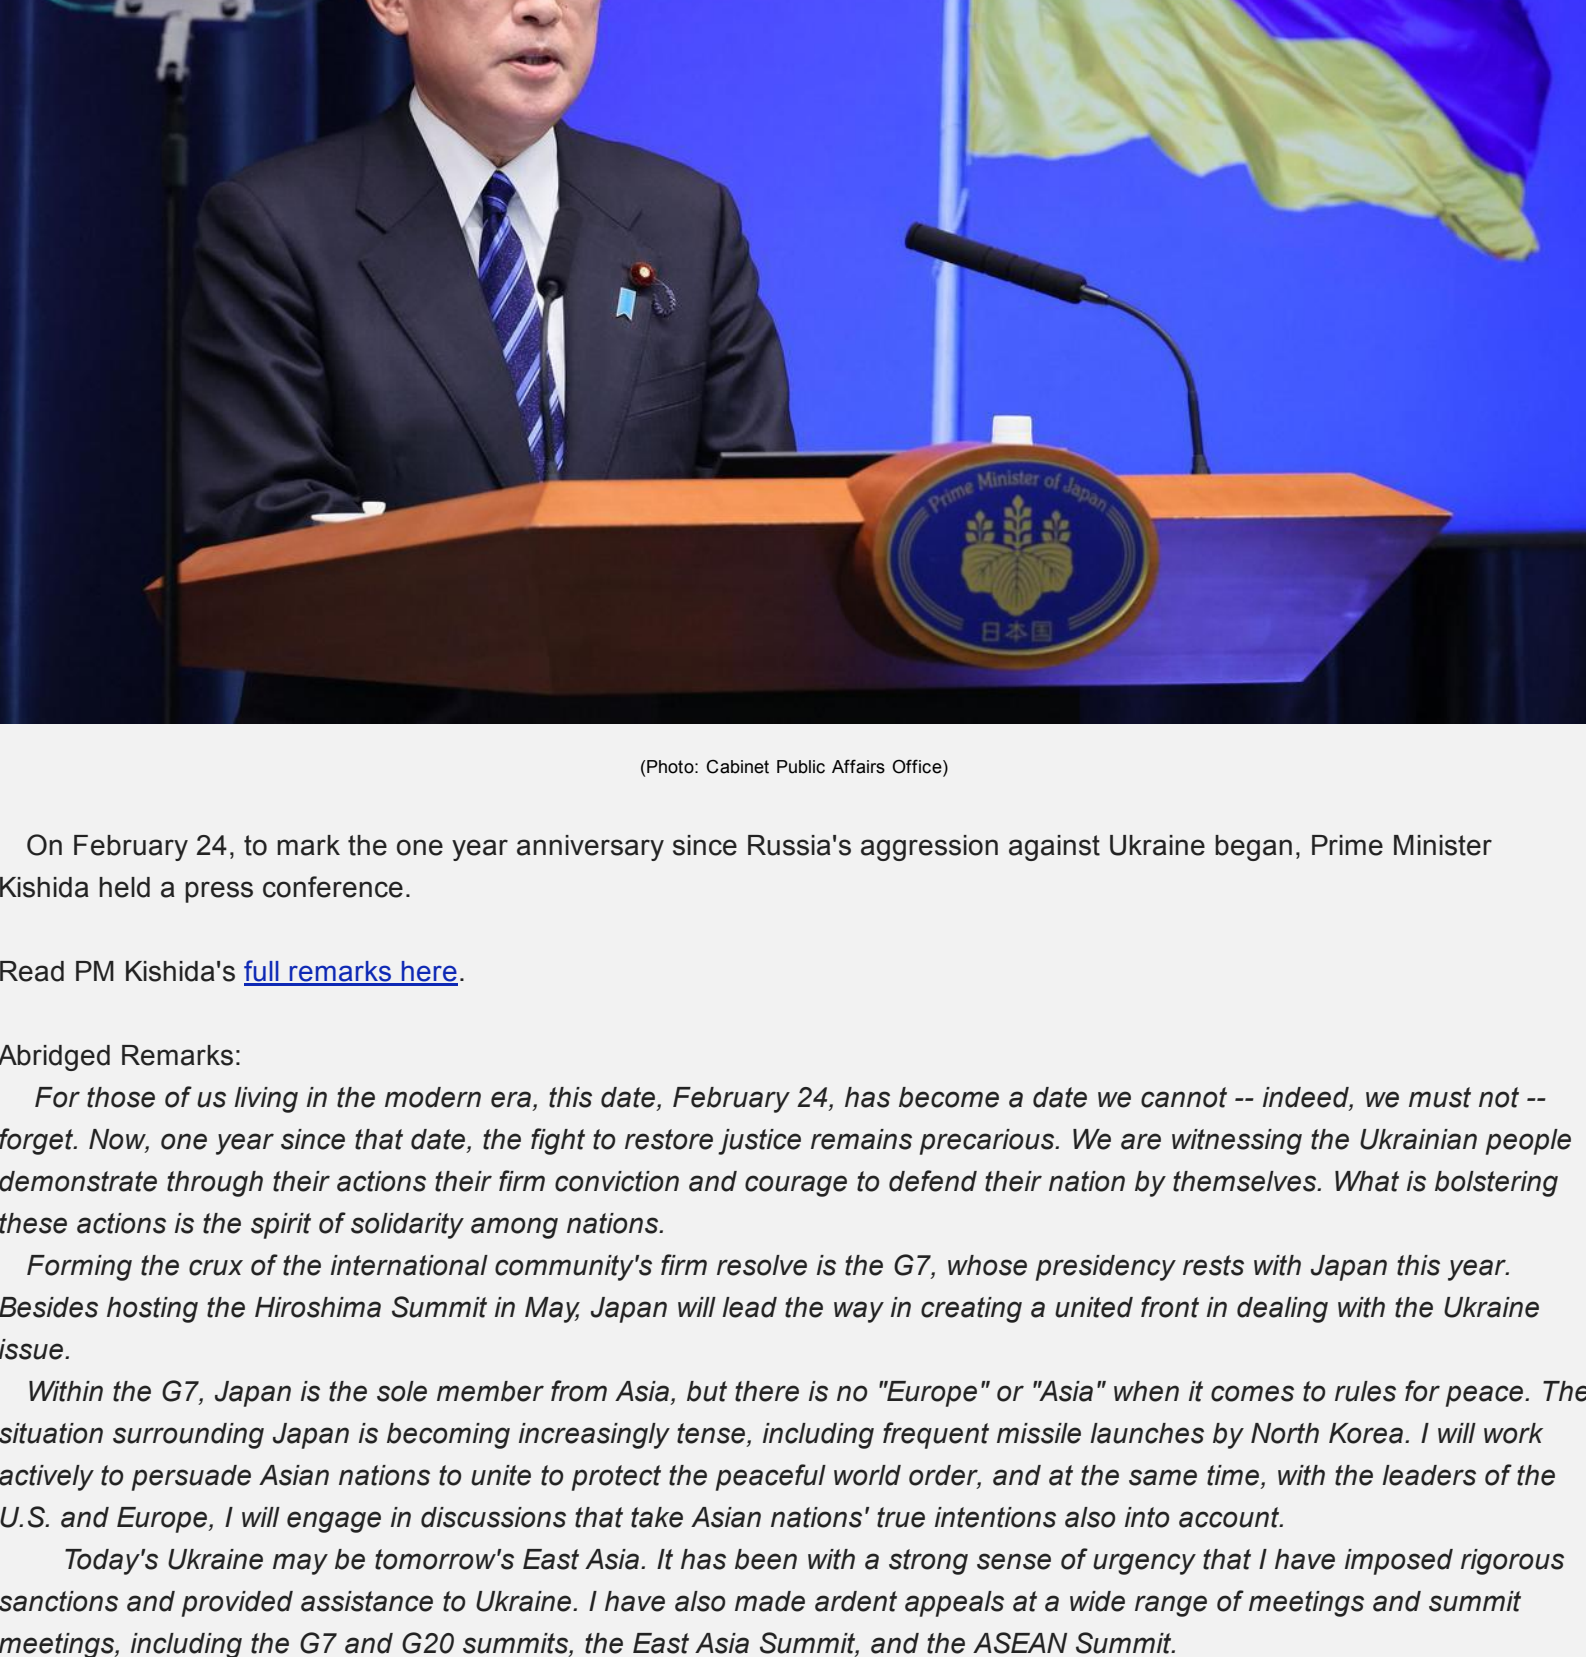 Prime Minister of Japan
日本国
(Photo: Cabinet Public Affairs Office)
On February 24, to mark the one year anniversary since Russia's aggression against Ukraine began, Prime Minister
Kishida held a press conference.
Read PM Kishida's full remarks here.
Abridged Remarks:
For those of us living in the modern era, this date, February 24, has become a date we cannot -- indeed, we must not --
forget. Now, one year since that date, the fight to restore justice remains precarious. We are witnessing the Ukrainian people
demonstrate through their actions their firm conviction and courage to defend their nation by themselves. What is bolstering
these actions is the spirit of solidarity among nations.
Forming the crux of the international community's firm resolve is the G7, whose presidency rests with Japan this year.
Besides hosting the Hiroshima Summit in May, Japan will lead the way in creating a united front in dealing with the Ukraine
issue.
Within the G7, Japan is the sole member from Asia, but there is no "Europe" or "Asia" when it comes to rules for peace. The
situation surrounding Japan is becoming increasingly tense, including frequent missile launches by North Korea. I will work
actively to persuade Asian nations to unite to protect the peaceful world order, and at the same time, with the leaders of the
U.S. and Europe, I will engage in discussions that take Asian nations' true intentions also into account.
Today's Ukraine may be tomorrow's East Asia. It has been with a strong sense of urgency that I have imposed rigorous
sanctions and provided assistance to Ukraine. I have also made ardent appeals at a wide range of meetings and summit
meetings, including the G7 and G20 summits, the East Asia Summit, and the ASEAN Summit.